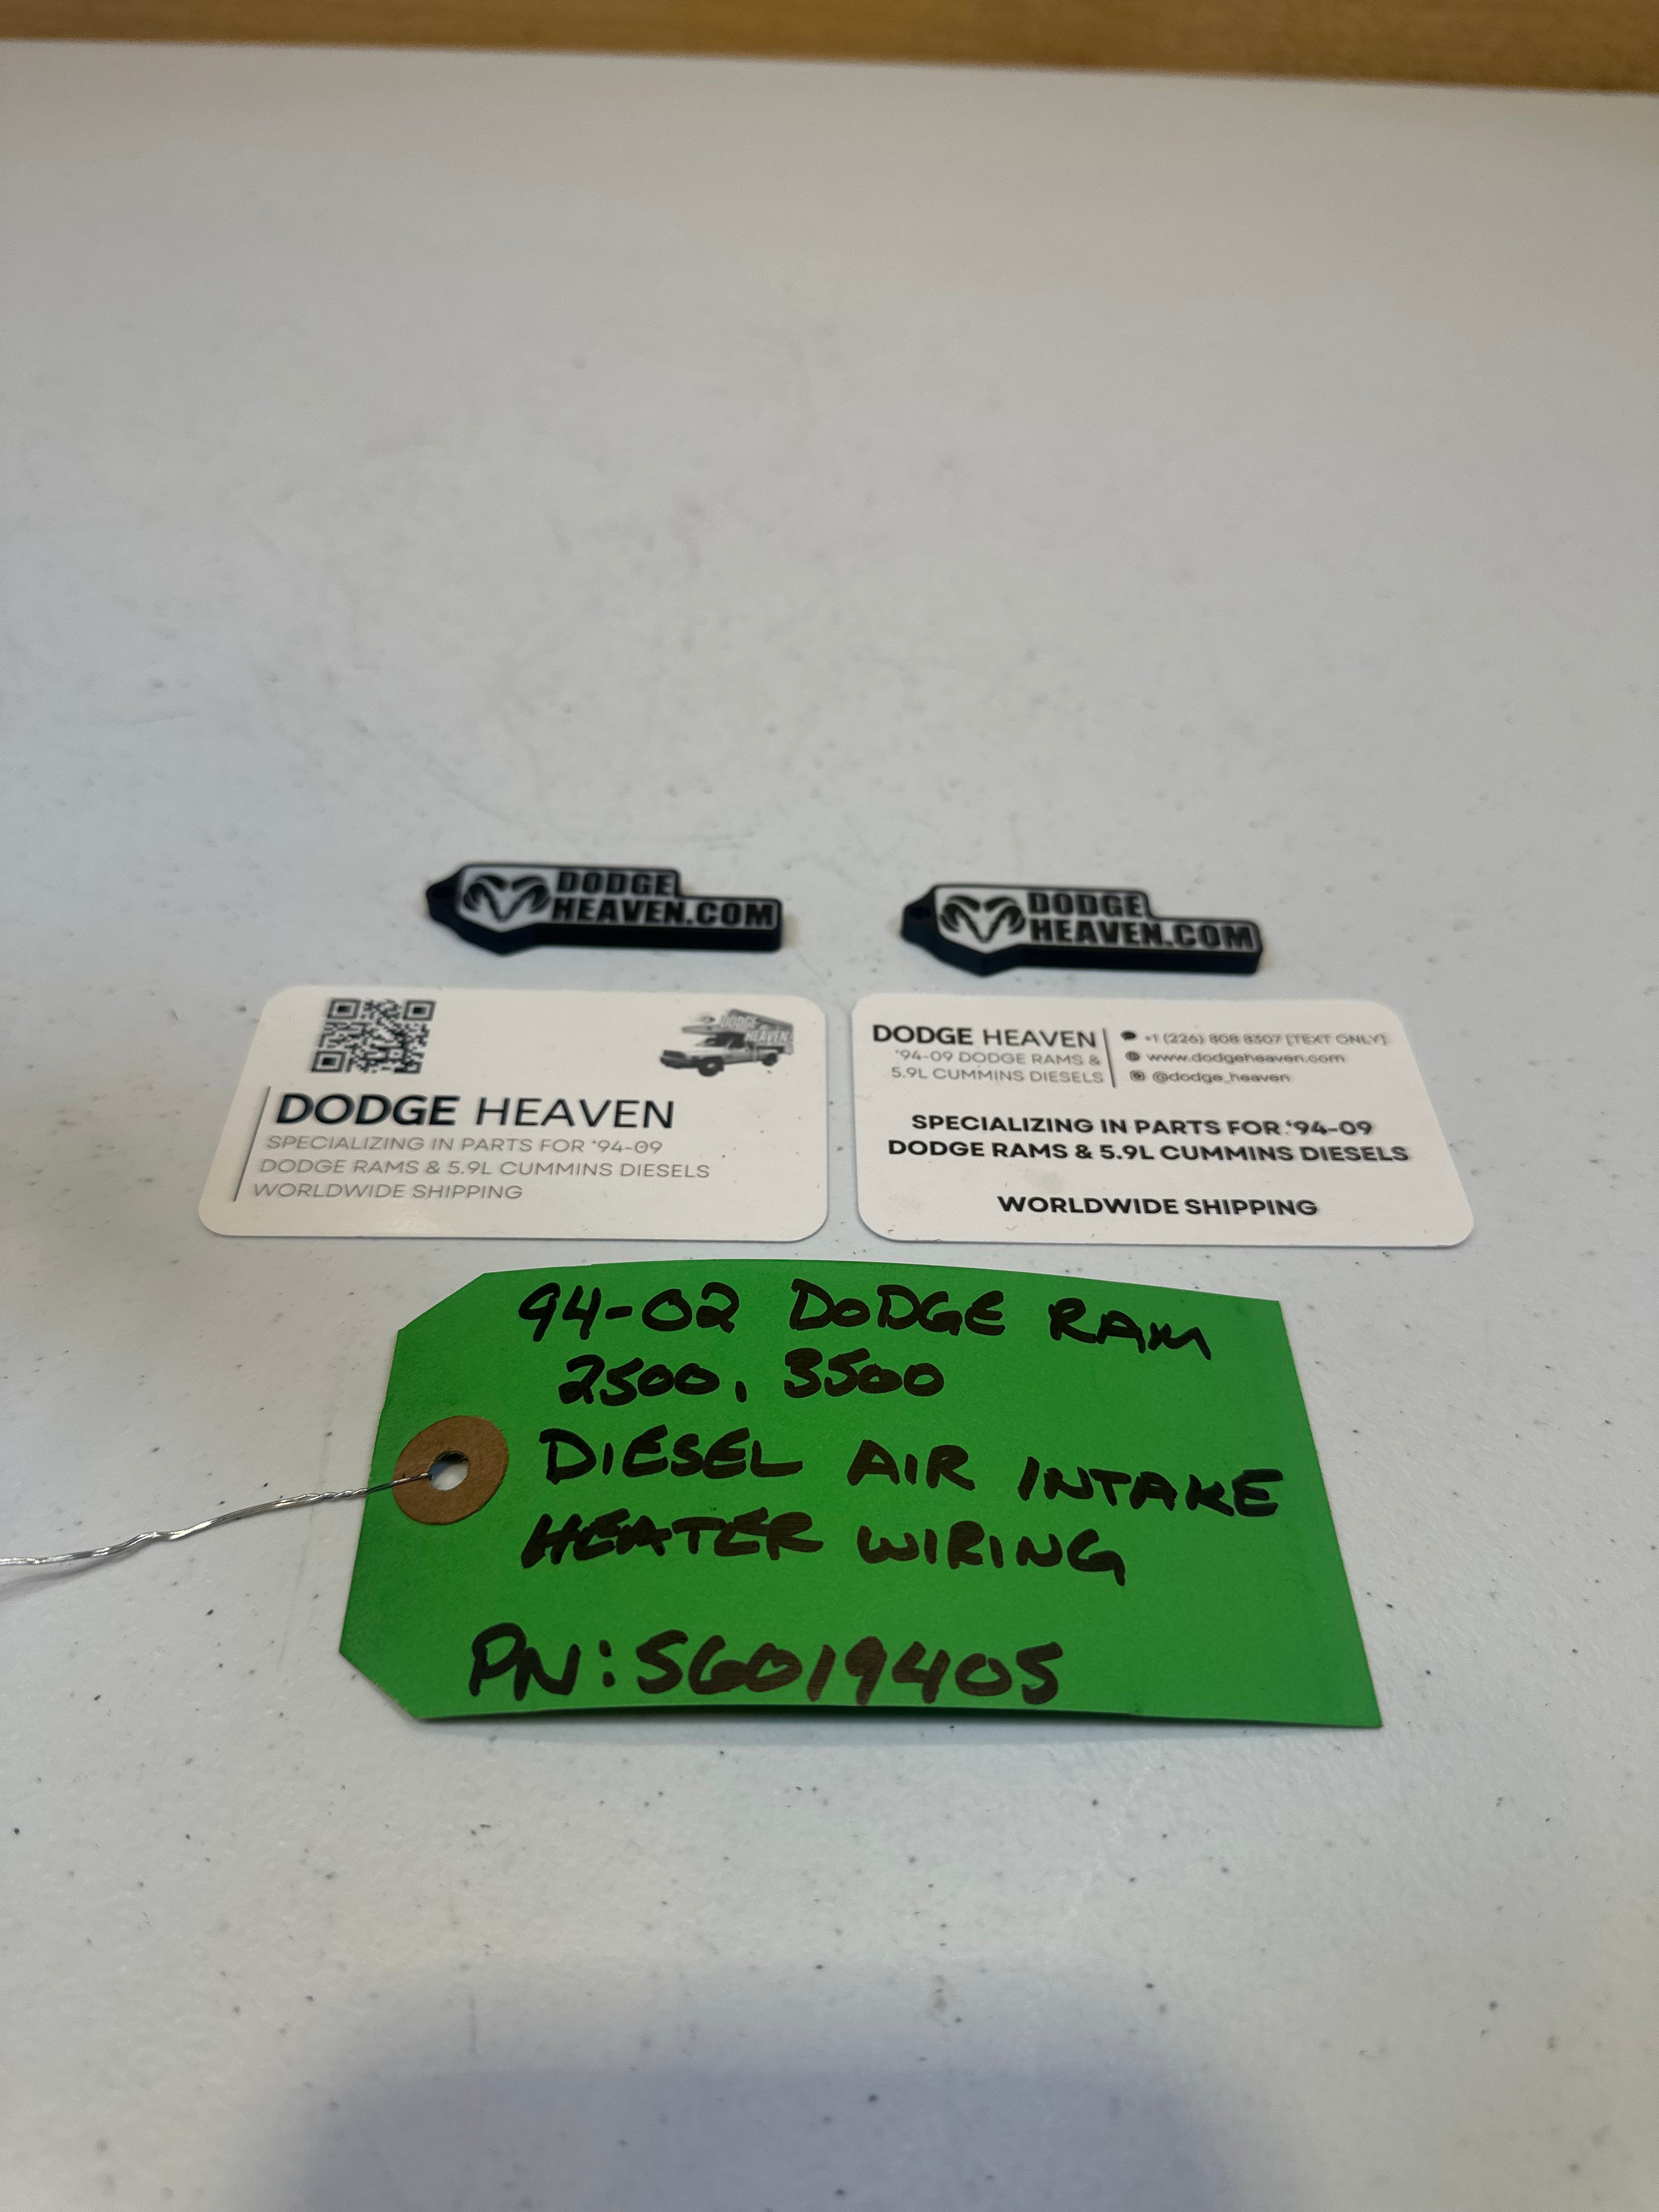 DODGE
HEAVEN.COM
DODGE
HEAVEN.COM
DODGE
HEAVEN
DODGE HEAVEN
SPECIALIZING IN PARTS FOR '94-09
DODGE RAMS & 5.9L CUMMINS DIESELS
WORLDWIDE SHIPPING
DODGE HEAVEN
'94-09 DODGE RAMS &
5.9L CUMMINS DIESELS
+1 (226) 808 8307 [TEXT ONLY]
www.dodgeheaven.com
@dodge_heaven
SPECIALIZING IN PARTS FOR '94-09
DODGE RAMS & 5.9L CUMMINS DIESELS
WORLDWIDE SHIPPING
94-02 DODGE RAM
2500, 3500
DIESEL AIR INTAKE
HEATER WIRING
PN: 56019405